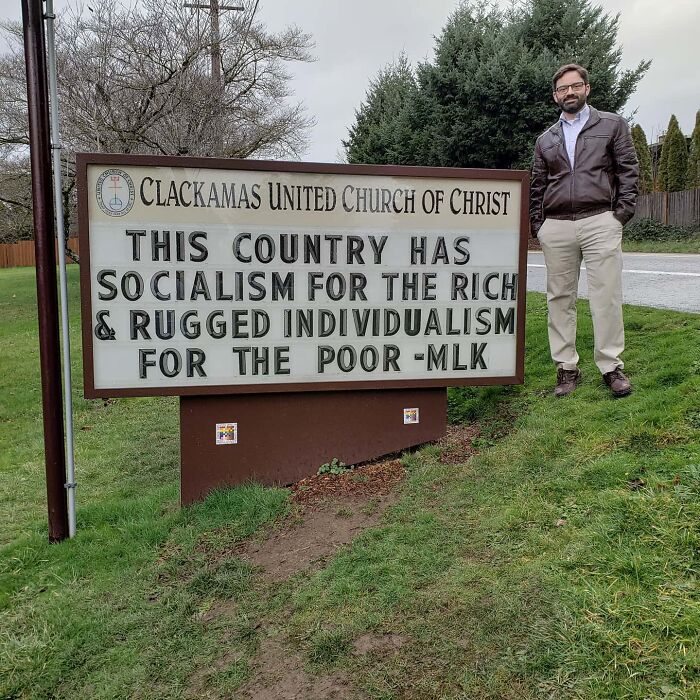 CLACKAMAS UNITED CHURCH OF CHRIST
THIS COUNTRY HAS
SOCIALISM FOR THE RICH
& RUGGED INDIVIDUALISM
FOR THE POOR -MLK